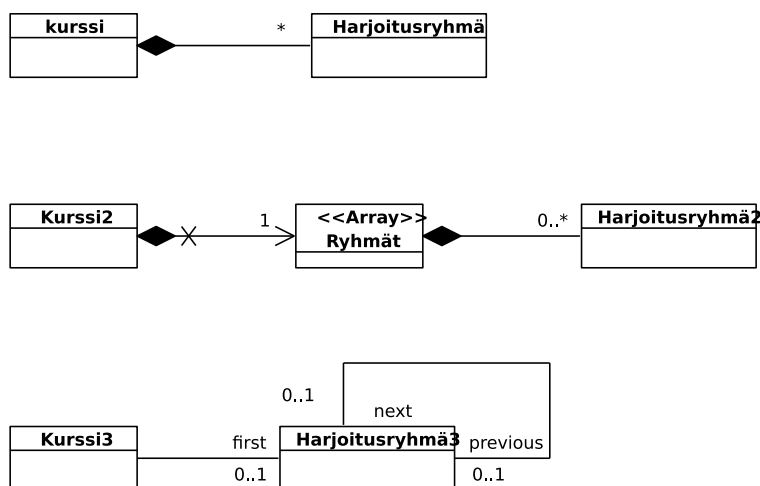 kurssi
*
Harjoitusryhmä
Kurssi2
1
<<Array>>
Ryhmät
0..*
Harjoitusryhmä2
0..1
next
Kurssi3
first
Harjoitusryhmä3
previous
0..1
0..1